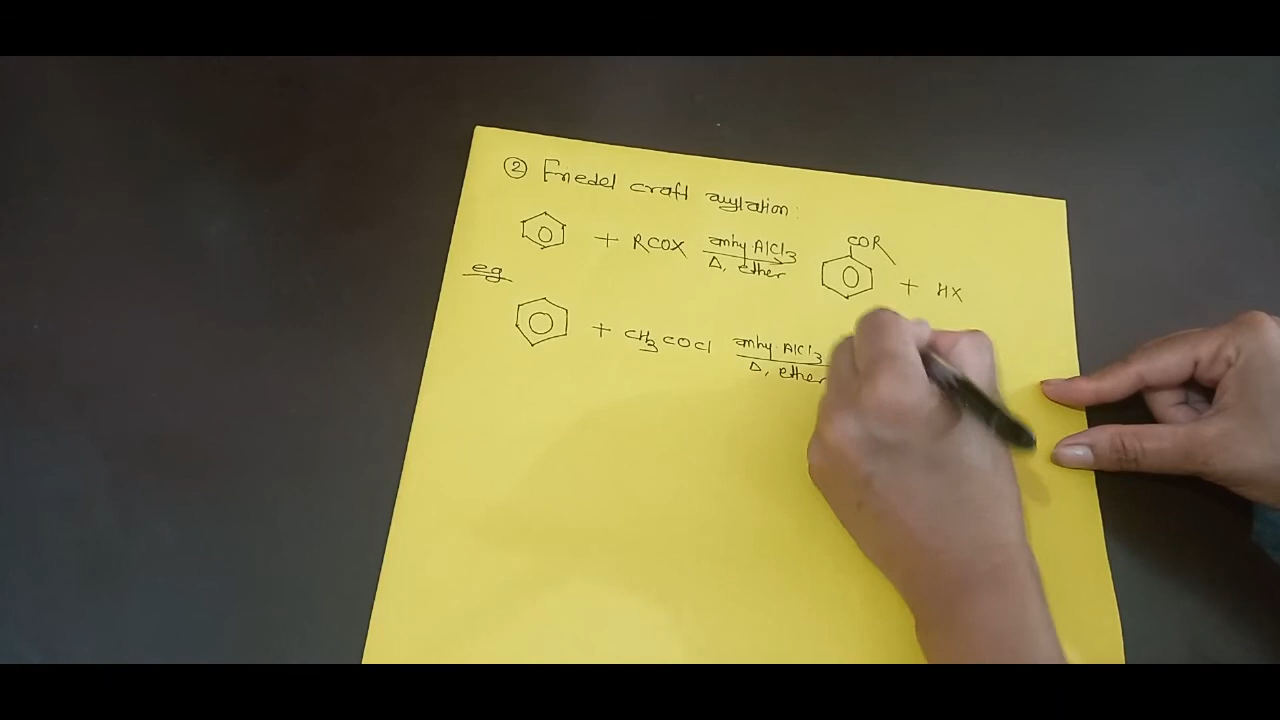 ② Friedel craft acylation:
+ RCOX anhy. AlCl3 Δ, ether COR + HX
eg
+ CH3COCl anhy. AlCl3 Δ, ether